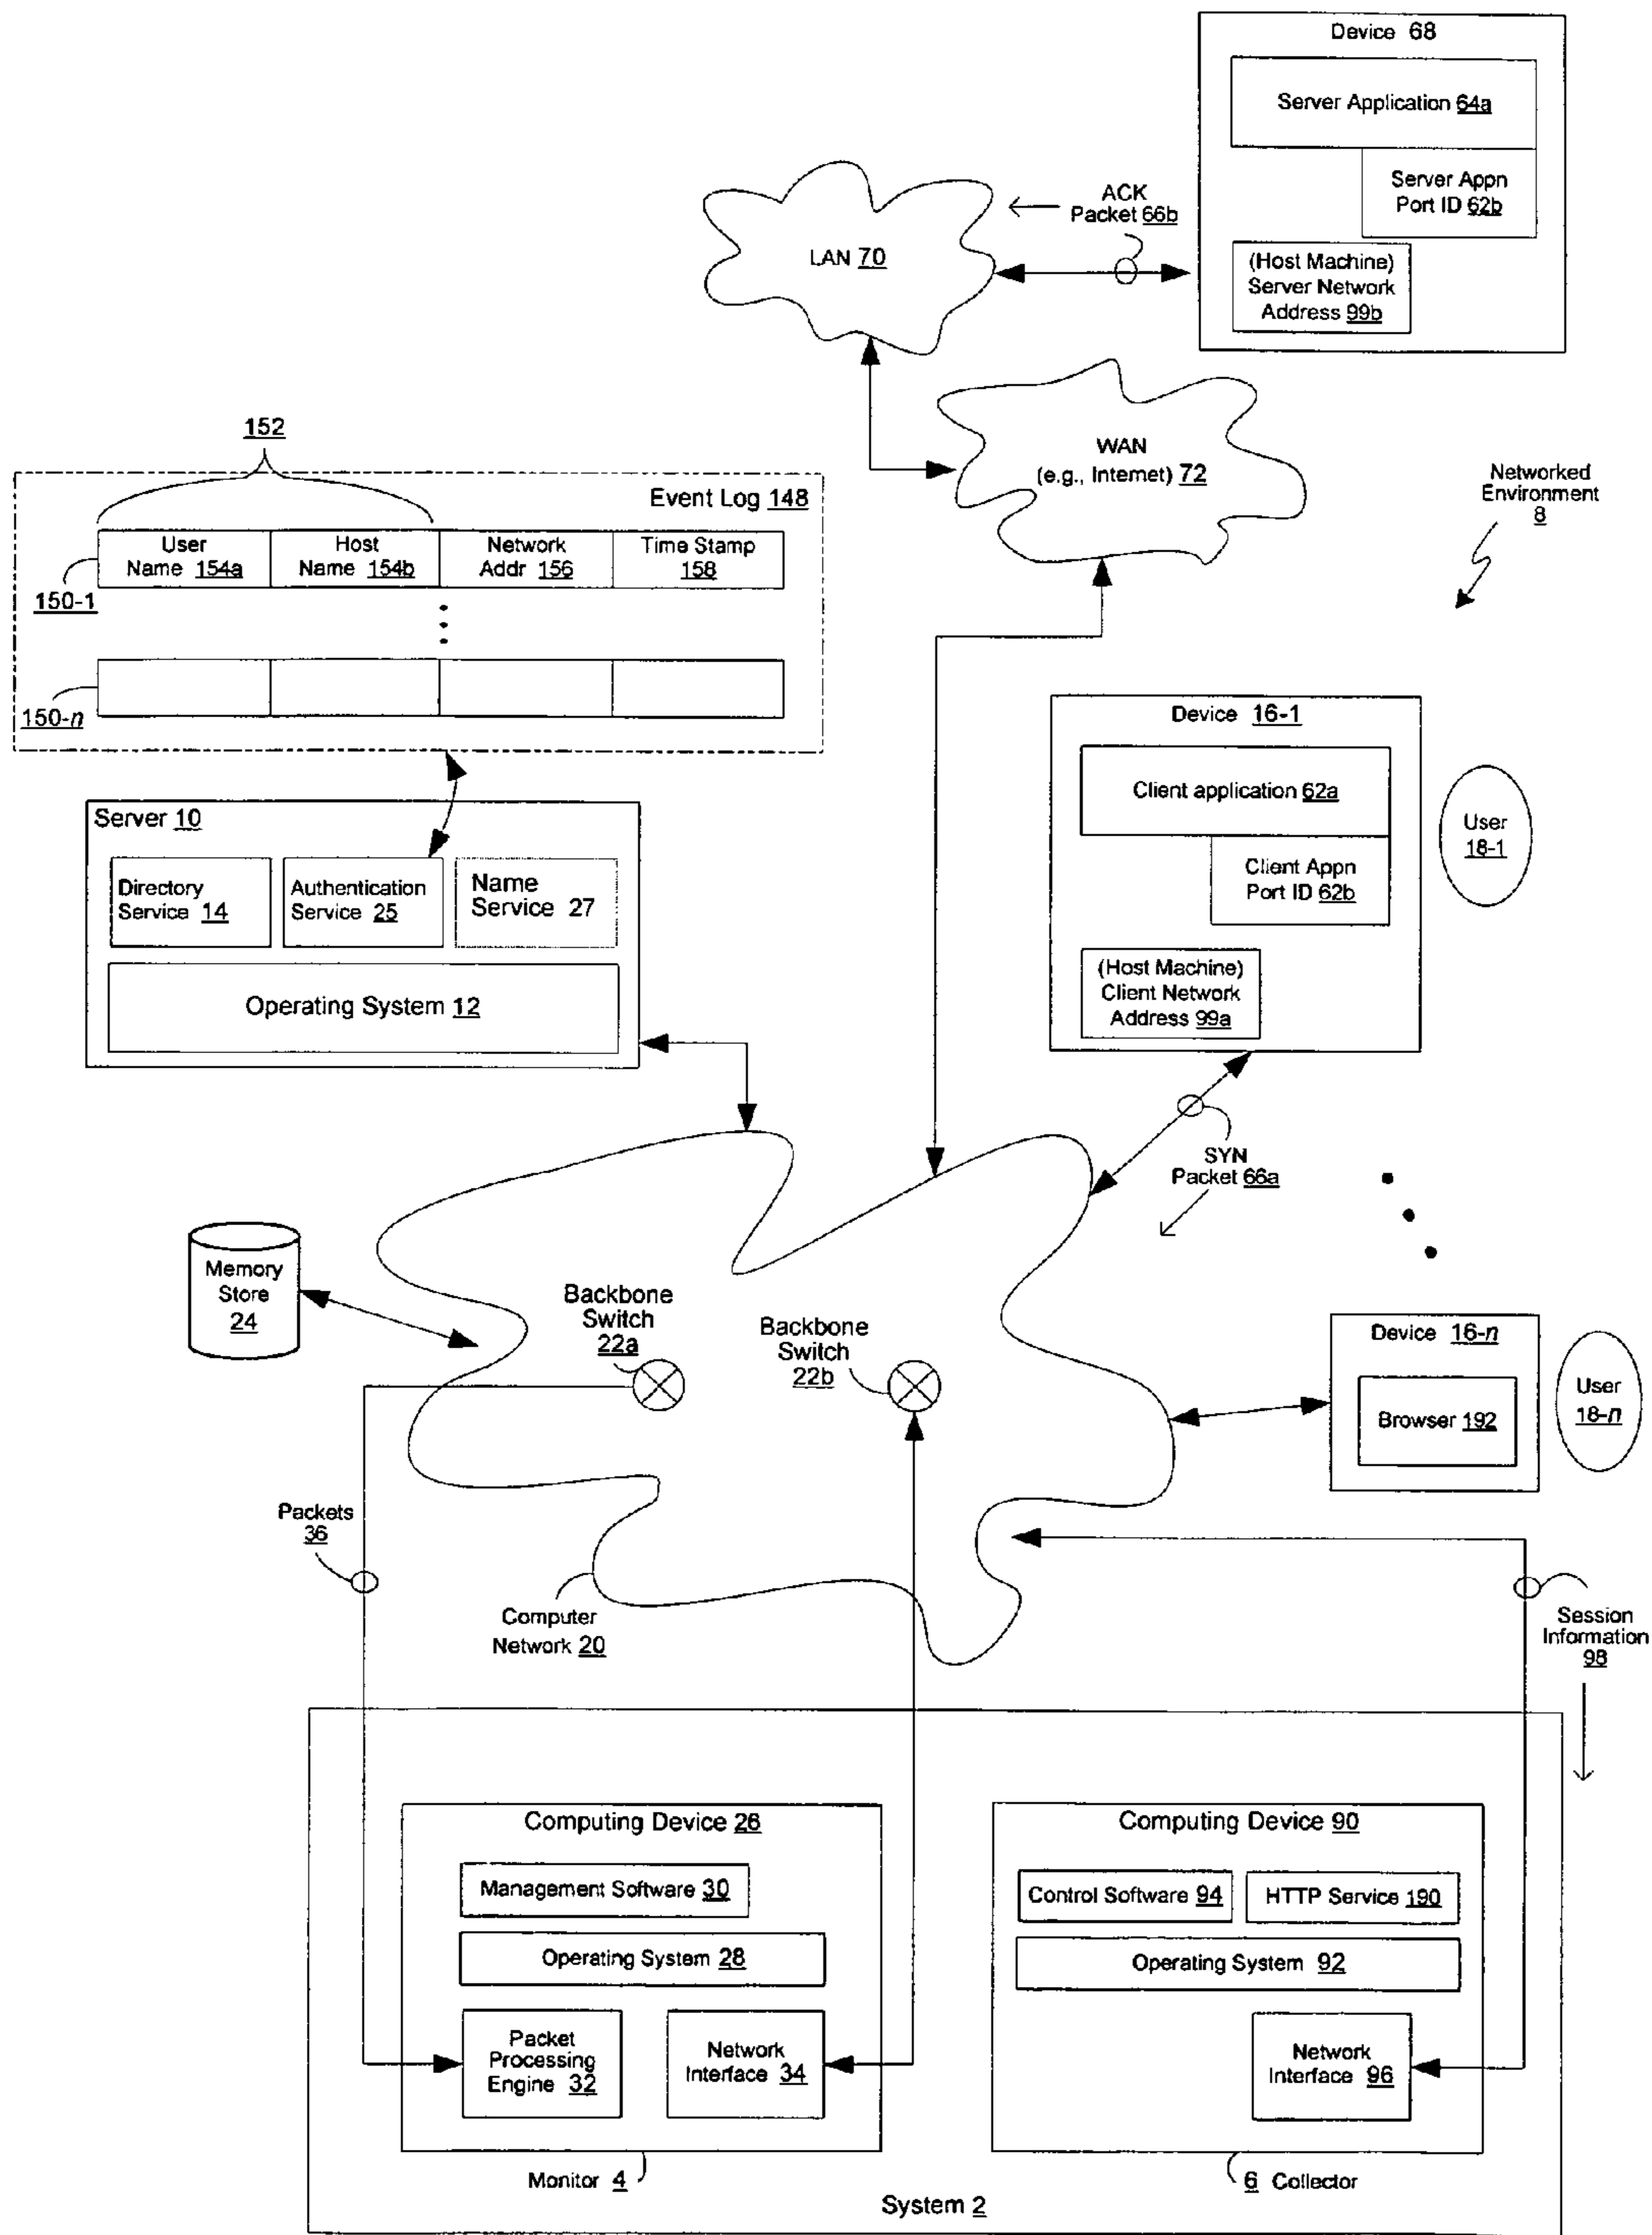 Device 68
Server Application 64a
Server Appn
Port ID 62b
(Host Machine)
Server Network
Address 99b
ACK
Packet 66b
LAN 70
WAN
(e.g., Internet) 72
Networked
Environment
8
152
Event Log 148
User
Name 154a
Host
Name 154b
Network
Addr 156
Time Stamp
158
150-1
150-n
Server 10
Directory
Service 14
Authentication
Service 25
Name
Service 27
Operating System 12
Device 16-1
Client application 62a
Client Appn
Port ID 62b
(Host Machine)
Client Network
Address 99a
User
18-1
SYN
Packet 66a
Memory
Store
24
Backbone
Switch
22a
Backbone
Switch
22b
Device 16-n
Browser 192
User
18-n
Packets
36
Computer
Network 20
Session
Information
98
Computing Device 26
Management Software 30
Operating System 28
Packet
Processing
Engine 32
Network
Interface 34
Computing Device 90
Control Software 94
HTTP Service 190
Operating System 92
Network
Interface 96
Monitor 4
6 Collector
System 2